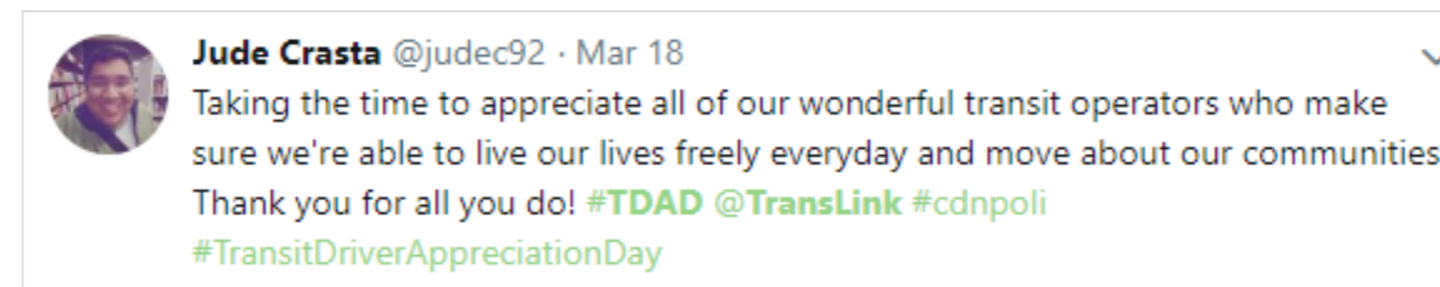 Jude Crasta @judec92 · Mar 18
Taking the time to appreciate all of our wonderful transit operators who make
sure we're able to live our lives freely everyday and move about our communities
Thank you for all you do! #TDAD @TransLink #cdnpoli
#TransitDriverAppreciationDay